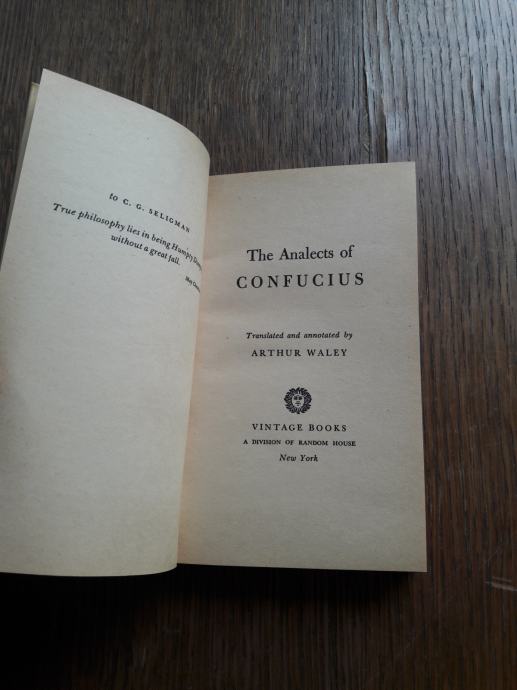 to C. G. SELIGMAN
True philosophy lies in being Humpty
without a great fall.
May
The Analects of
CONFUCIUS
Translated and annotated by
ARTHUR WALEY
VINTAGE BOOKS
A DIVISION OF RANDOM HOUSE
New York